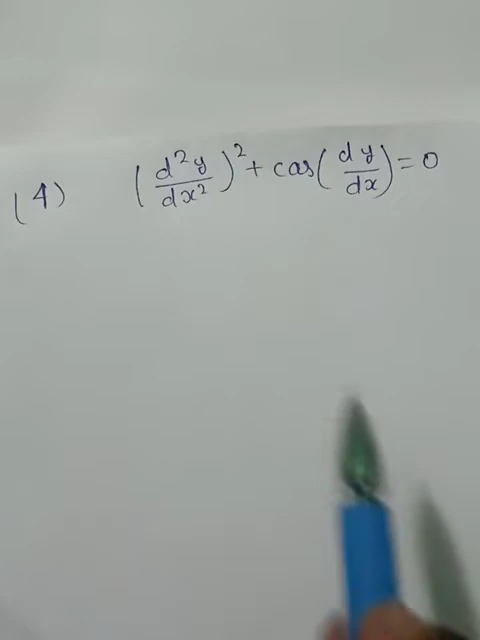 (4) (d²y/dx²)² + cos(dy/dx) = 0